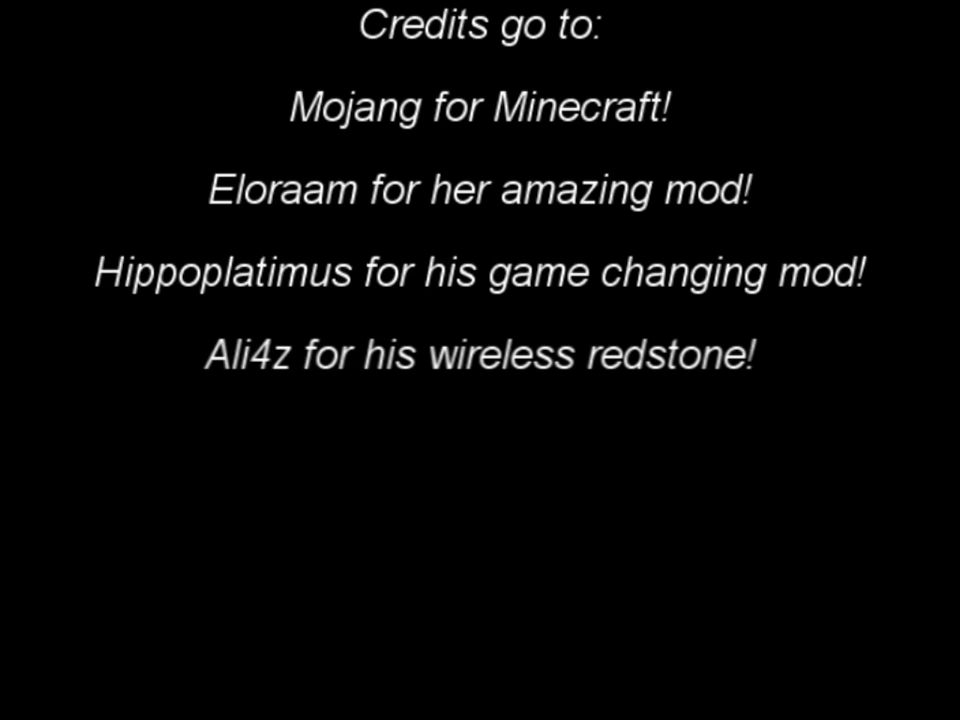 Credits go to:
Mojang for Minecraft!
Eloraam for her amazing mod!
Hippoplatimus for his game changing mod!
Ali4z for his wireless redstone!